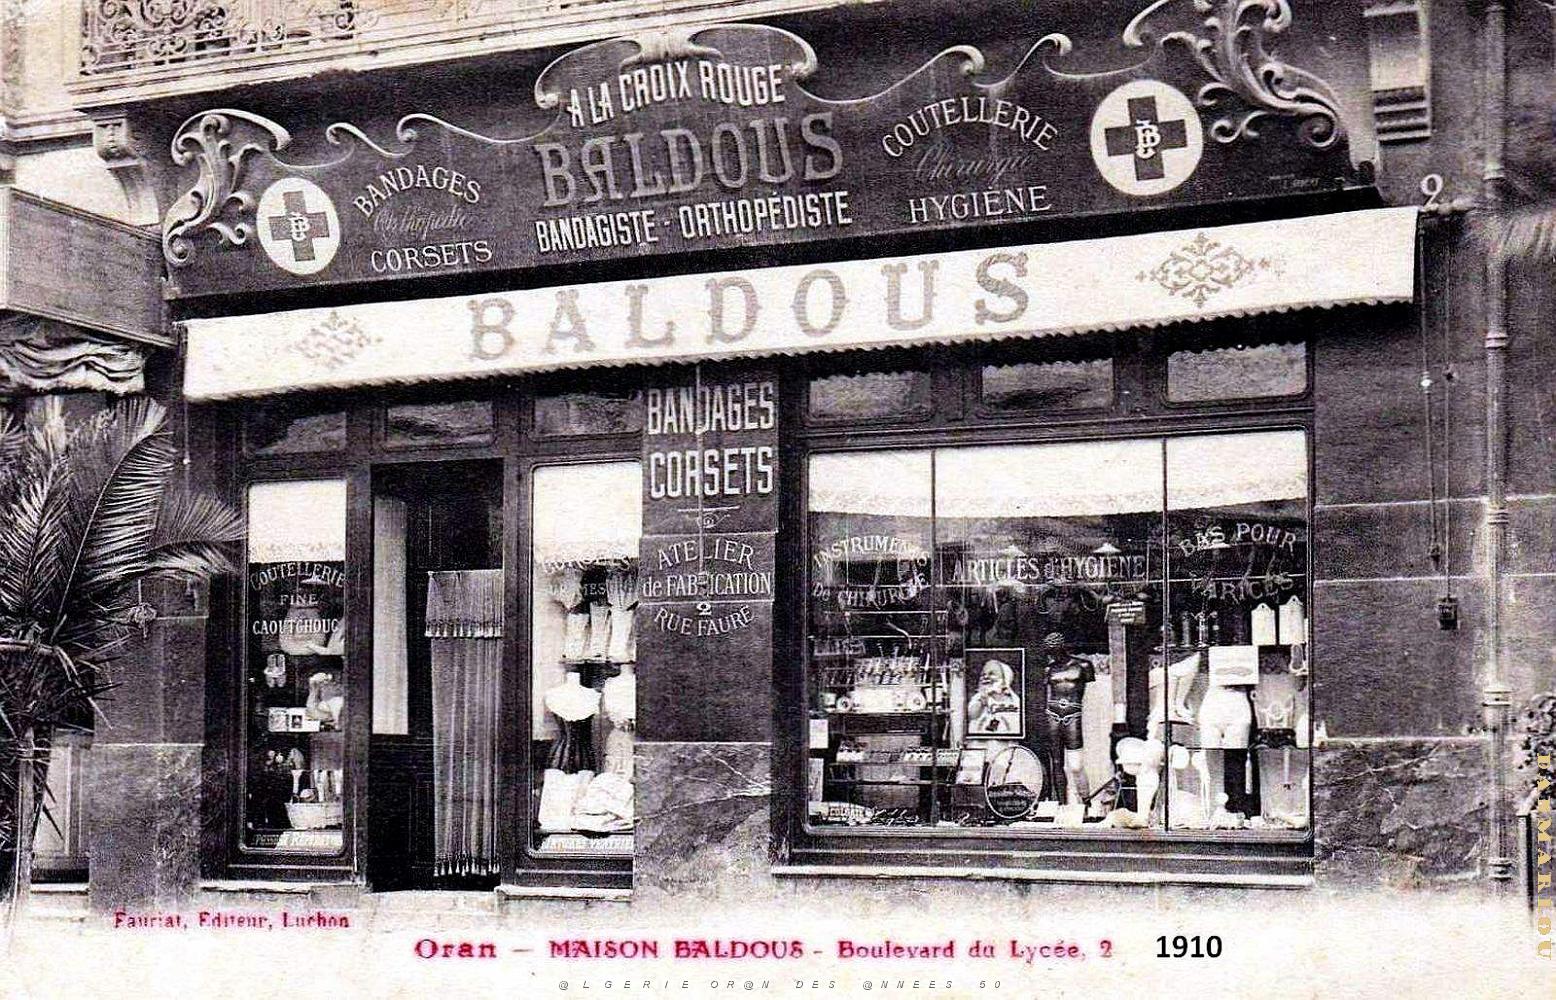 A LA CROIX ROUGE
BALDOUS
BANDAGISTE - ORTHOPÉDISTE
BANDAGES
CORSETS
COUTELLERIE
Chirurgie
HYGIÈNE
2
BALDOUS
BANDAGES
CORSETS
ATELIER
de FABRICATION
2
RUE FAURE
COUTELLERIE
FINE
CAOUTCHOUC
INSTRUMENTS
DE CHIRURGIE
ARTICLES d'HYGIÈNE
BAS POUR
VARICES
Fauriat, Editeur, Luchon
Oran — MAISON BALDOUS - Boulevard du Lycée, 2 1910
@LGERIE OR@N DES @NNEES 50